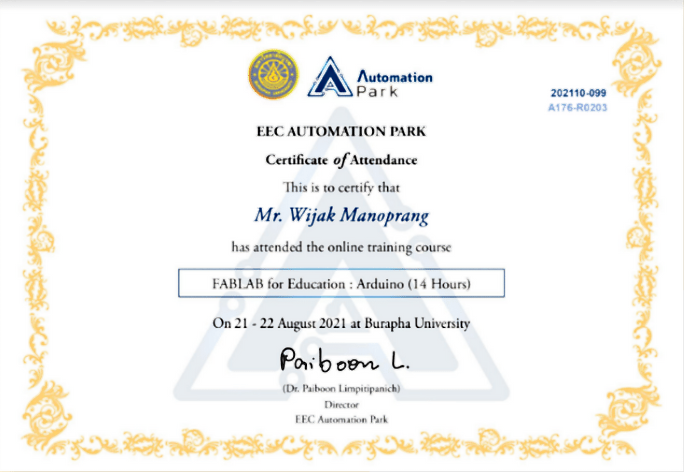 Automation
Park
202110-099
A176-R0203
EEC AUTOMATION PARK
Certificate of Attendance
This is to certify that
Mr. Wijak Manoprang
has attended the online training course
FABLAB for Education : Arduino (14 Hours)
On 21 - 22 August 2021 at Burapha University
Paiboon L.
(Dr. Paiboon Limpitipanich)
Director
EEC Automation Park